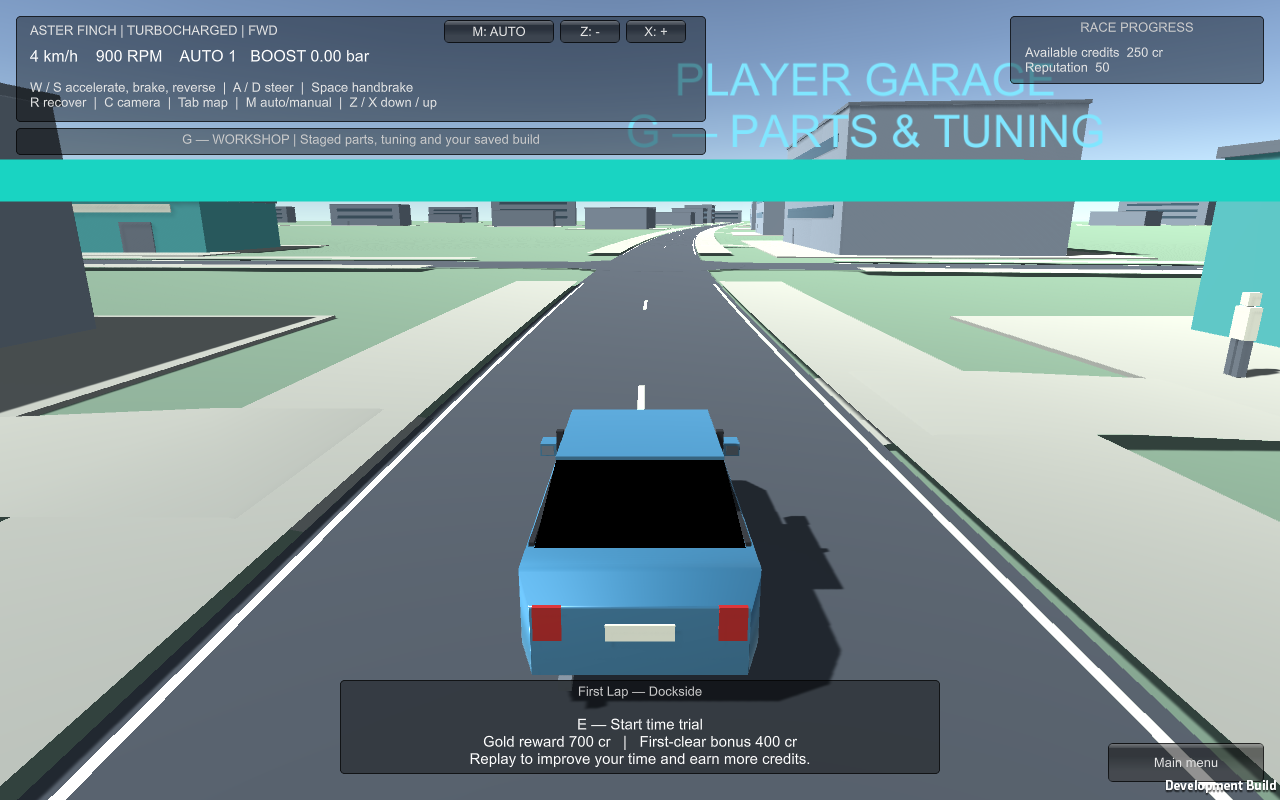 ASTER FINCH | TURBOCHARGED | FWD
M: AUTO
Z: -
X: +
4 km/h 900 RPM AUTO 1 BOOST 0.00 bar
W / S accelerate, brake, reverse | A / D steer | Space handbrake
R recover | C camera | Tab map | M auto/manual | Z / X down / up
G — WORKSHOP | Staged parts, tuning and your saved build
RACE PROGRESS
Available credits 250 cr
Reputation 50
PLAYER GARAGE
G — PARTS & TUNING
First Lap — Dockside
E — Start time trial
Gold reward 700 cr | First-clear bonus 400 cr
Replay to improve your time and earn more credits.
Main menu
Development Build